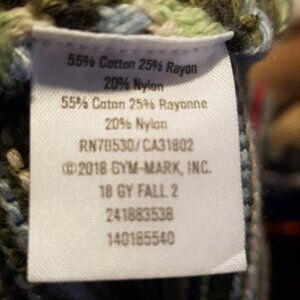 55% Cotton 25% Rayon
20% Nylon
55% Coton 25% Rayonne
20% Nylon
RN70530/CA31802
©2018 GYM-MARK, INC.
18 GY FALL 2
241883538
140185540